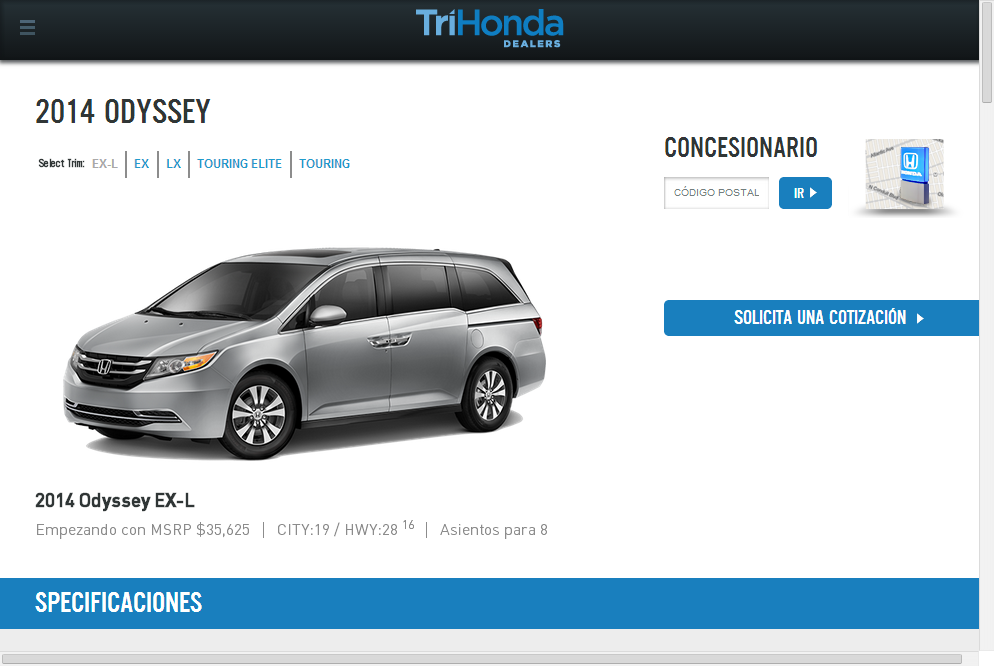 TriHonda
DEALERS
2014 ODYSSEY
Select Trim: EX-L EX LX TOURING ELITE TOURING
CONCESIONARIO
CÓDIGO POSTAL IR
HONDA
SOLICITA UNA COTIZACIÓN
2014 Odyssey EX-L
Empezando con MSRP $35,625 | CITY:19 / HWY:28 16 | Asientos para 8
SPECIFICACIONES